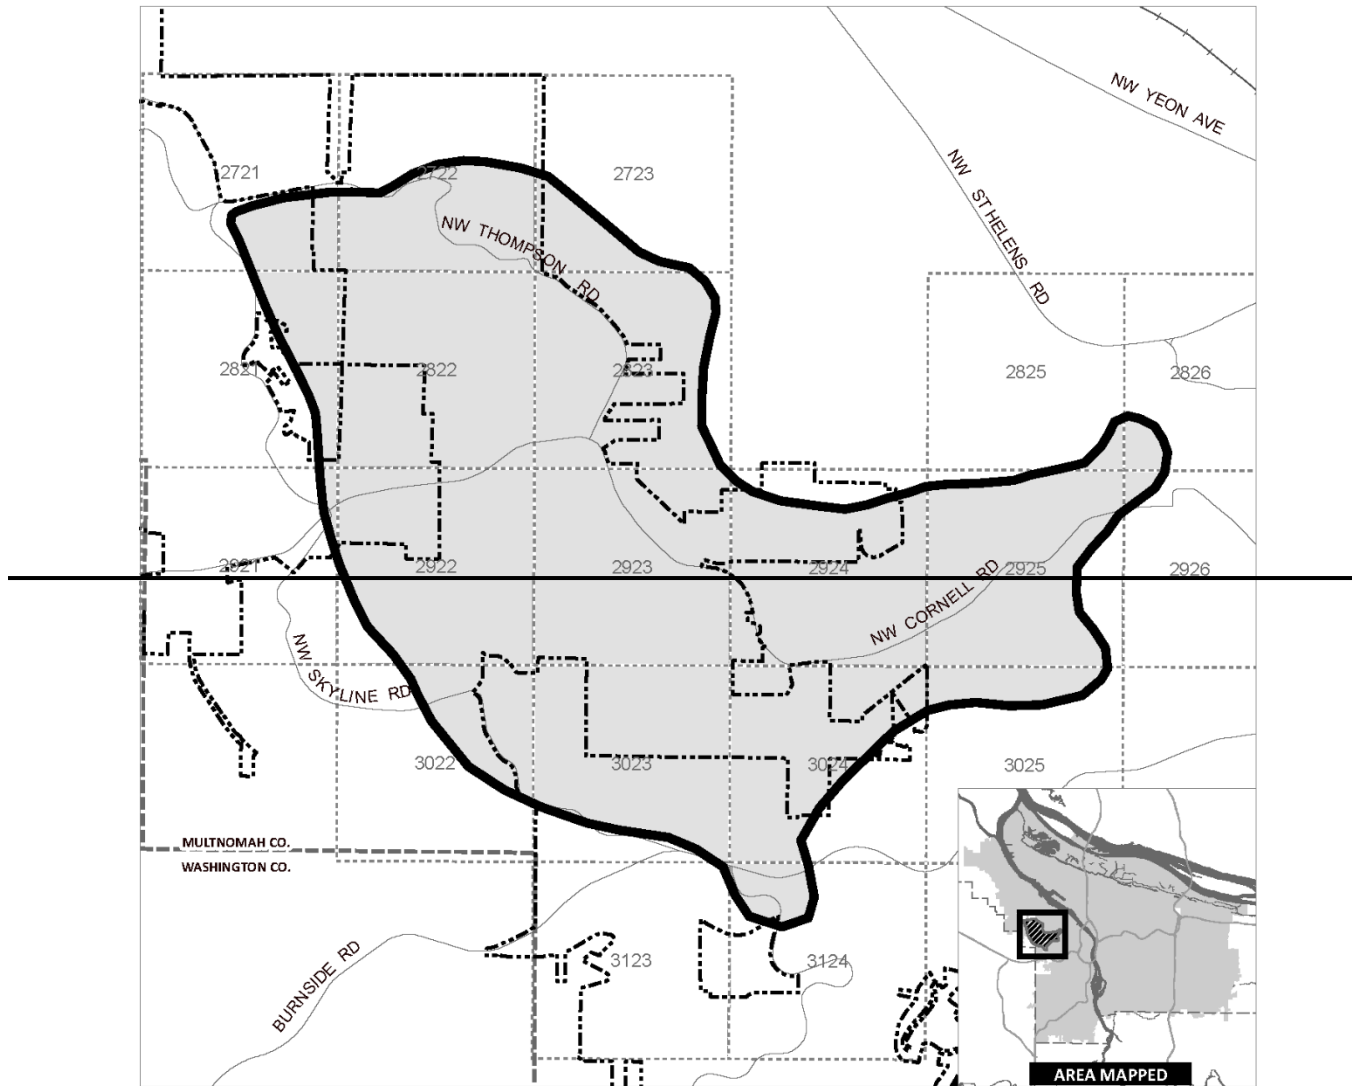 NW YEON AVE
NW ST HELENS RD
2721
2722
2723
NW THOMPSON RD
2821
2822
2823
2825
2826
2921
2922
2923
2924
2925
2926
NW CORNELL RD
NW SKYLINE RD
3022
3023
3024
3025
MULTNOMAH CO.
WASHINGTON CO.
BURNSIDE RD
3123
3124
AREA MAPPED